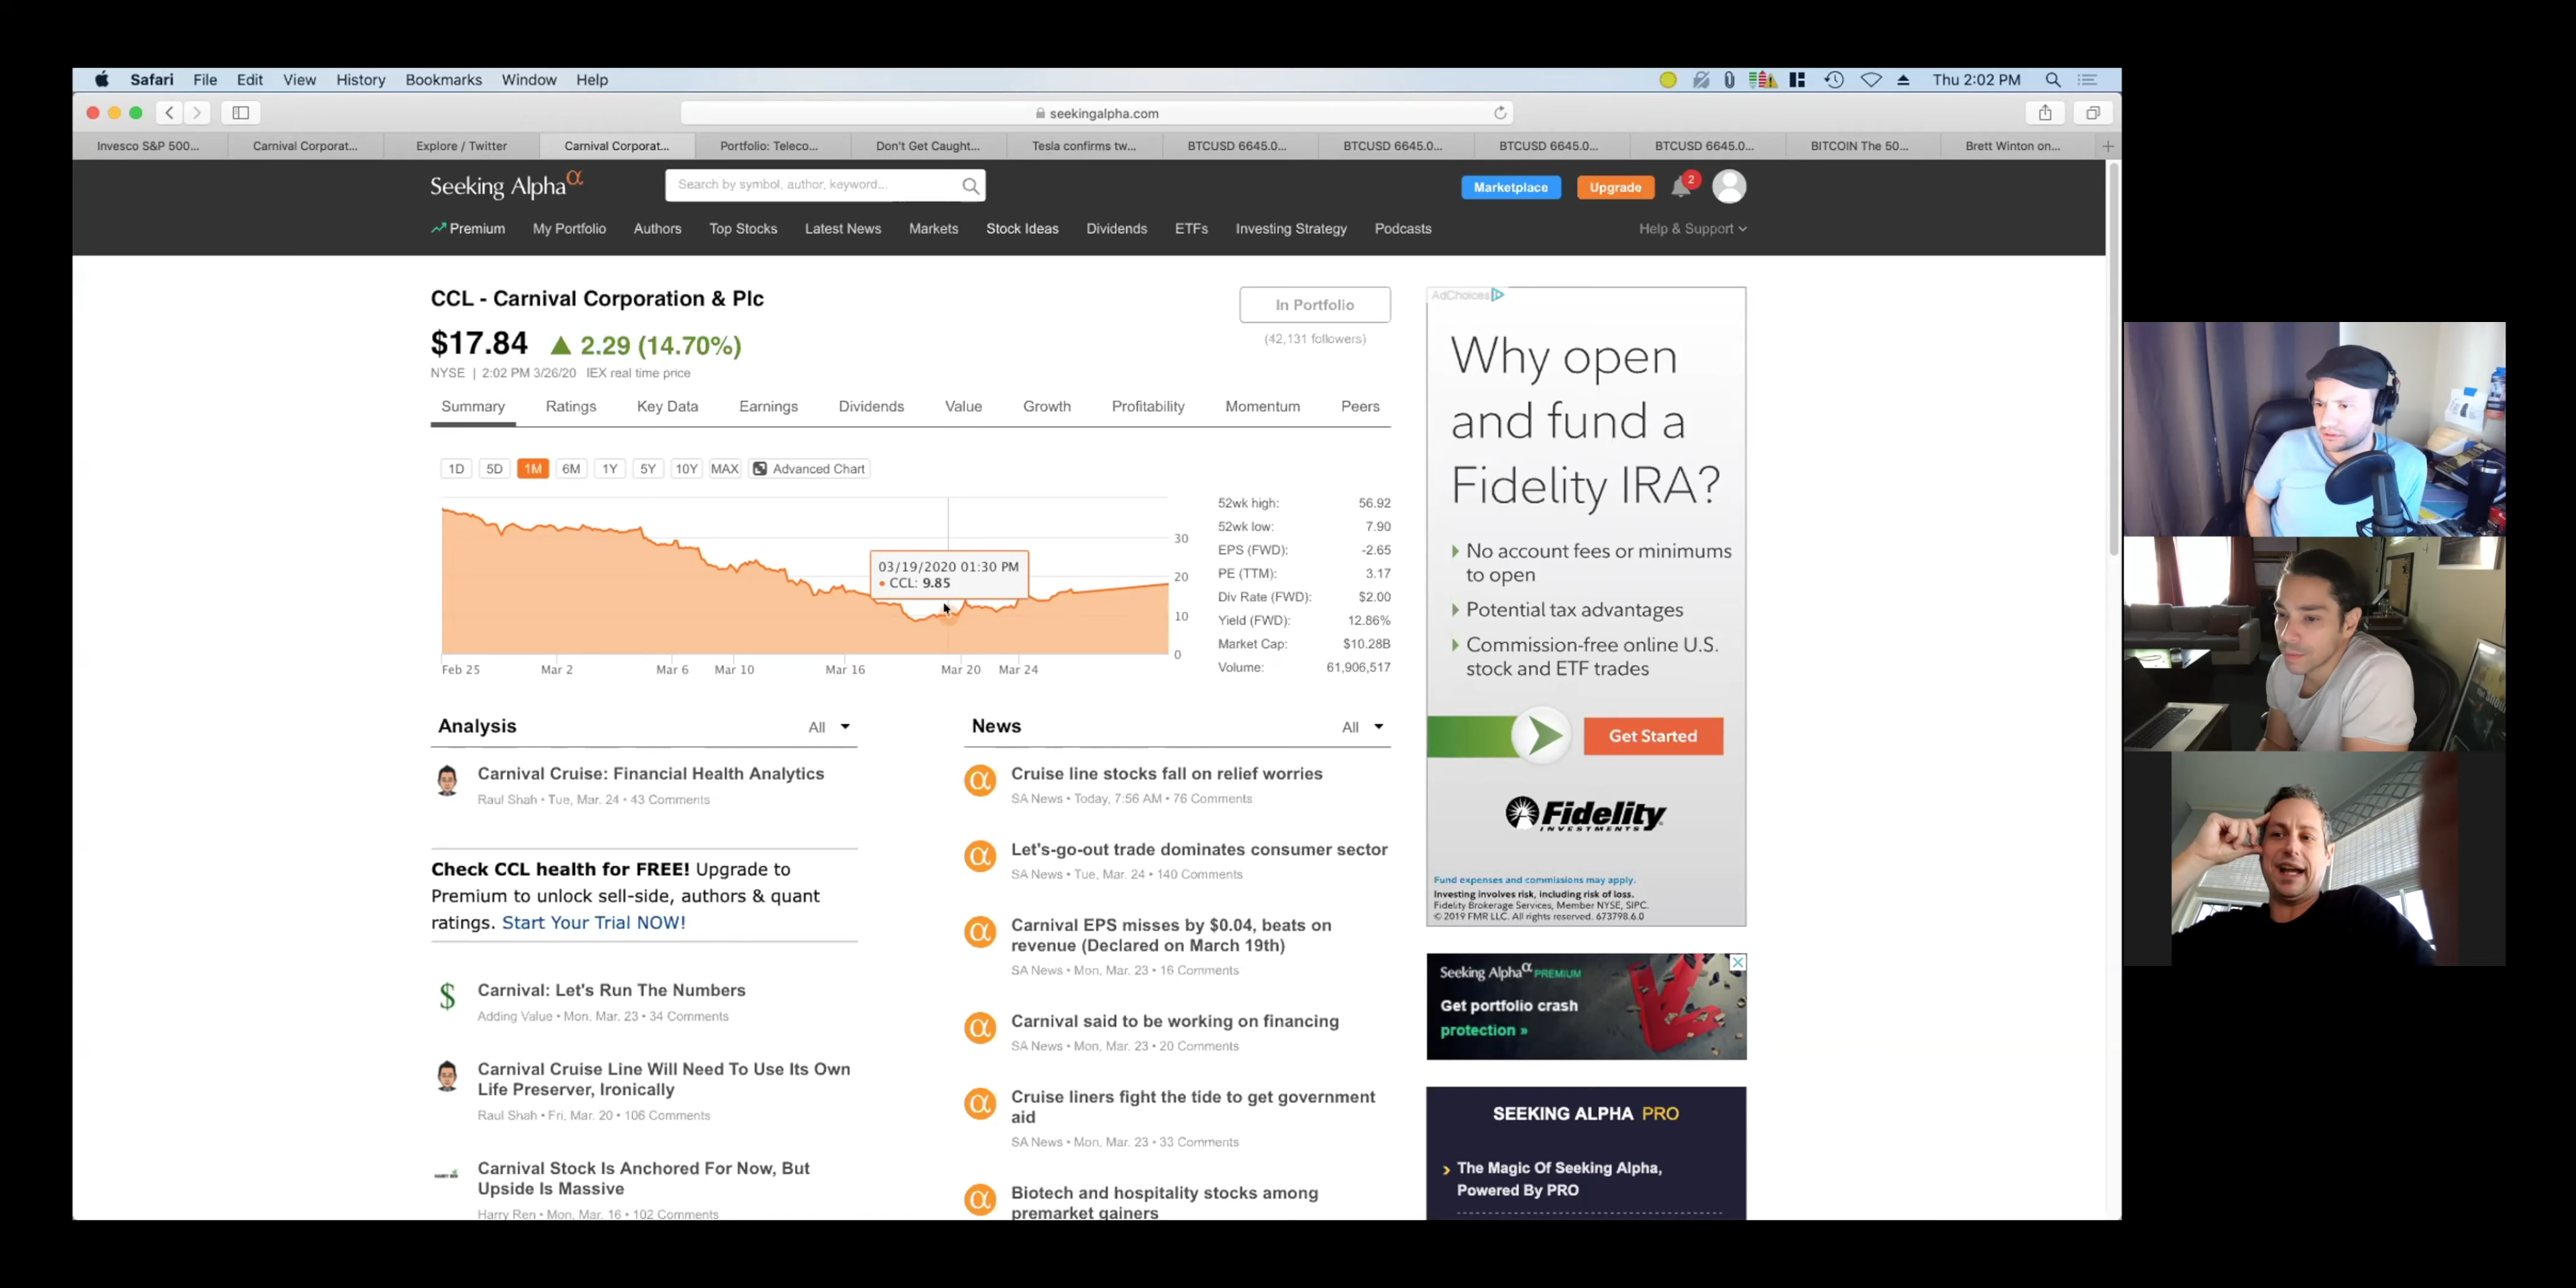 Safari File Edit View History Bookmarks Window Help Thu 2:02 PM
seekingalpha.com
Invesco S&P 500... Carnival Corporat... Explore / Twitter Carnival Corporat... Portfolio: Teleco... Don't Get Caught... Tesla confirms tw... BTCUSD 6645.0... BTCUSD 6645.0... BTCUSD 6645.0... BTCUSD 6645.0... BITCOIN The 50... Brett Winton on...
Seeking Alpha α
Search by symbol, author, keyword...
Marketplace Upgrade 2
Premium My Portfolio Authors Top Stocks Latest News Markets Stock Ideas Dividends ETFs Investing Strategy Podcasts Help & Support
CCL - Carnival Corporation & Plc
In Portfolio
$17.84 ▲ 2.29 (14.70%)
(42,131 followers)
NYSE | 2:02 PM 3/26/20 IEX real time price
Summary Ratings Key Data Earnings Dividends Value Growth Profitability Momentum Peers
1D 5D 1M 6M 1Y 5Y 10Y MAX Advanced Chart
30
20
10
0
03/19/2020 01:30 PM
• CCL: 9.85
Feb 25 Mar 2 Mar 6 Mar 10 Mar 16 Mar 20 Mar 24
52wk high: 56.92
52wk low: 7.90
EPS (FWD): -2.65
PE (TTM): 3.17
Div Rate (FWD): $2.00
Yield (FWD): 12.86%
Market Cap: $10.28B
Volume: 61,906,517
Analysis All
Carnival Cruise: Financial Health Analytics
Raul Shah • Tue, Mar. 24 • 43 Comments
Check CCL health for FREE! Upgrade to
Premium to unlock sell-side, authors & quant
ratings. Start Your Trial NOW!
$
Carnival: Let's Run The Numbers
Adding Value • Mon, Mar. 23 • 34 Comments
Carnival Cruise Line Will Need To Use Its Own
Life Preserver, Ironically
Raul Shah • Fri, Mar. 20 • 106 Comments
Carnival Stock Is Anchored For Now, But
Upside Is Massive
Harry Ren • Mon, Mar. 16 • 102 Comments
News All
α Cruise line stocks fall on relief worries
SA News • Today, 7:56 AM • 76 Comments
α Let's-go-out trade dominates consumer sector
SA News • Tue, Mar. 24 • 140 Comments
α Carnival EPS misses by $0.04, beats on
revenue (Declared on March 19th)
SA News • Mon, Mar. 23 • 16 Comments
α Carnival said to be working on financing
SA News • Mon, Mar. 23 • 20 Comments
α Cruise liners fight the tide to get government
aid
SA News • Mon, Mar. 23 • 33 Comments
α Biotech and hospitality stocks among
premarket gainers
AdChoices
Why open
and fund a
Fidelity IRA?
No account fees or minimums
to open
Potential tax advantages
Commission-free online U.S.
stock and ETF trades
Get Started
Fidelity
INVESTMENTS
Fund expenses and commissions may apply.
Investing involves risk, including risk of loss.
Fidelity Brokerage Services, Member NYSE, SIPC.
© 2019 FMR LLC. All rights reserved. 673798.6.0
Seeking Alpha α PREMIUM
Get portfolio crash
protection »
SEEKING ALPHA PRO
The Magic Of Seeking Alpha,
Powered By PRO